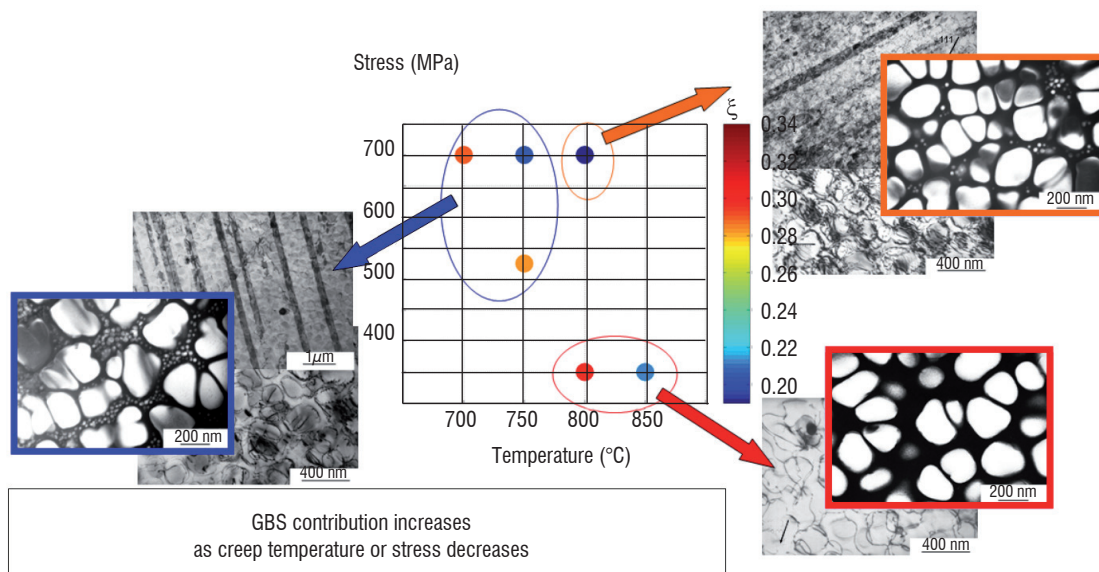 Stress (MPa)
ξ
111
700
600
500
400
0.34
0.32
0.30
0.28
0.26
0.24
0.22
0.20
200 nm
400 nm
1µm
200 nm
400 nm
200 nm
400 nm
700 750 800 850
Temperature (°C)
GBS contribution increases
as creep temperature or stress decreases